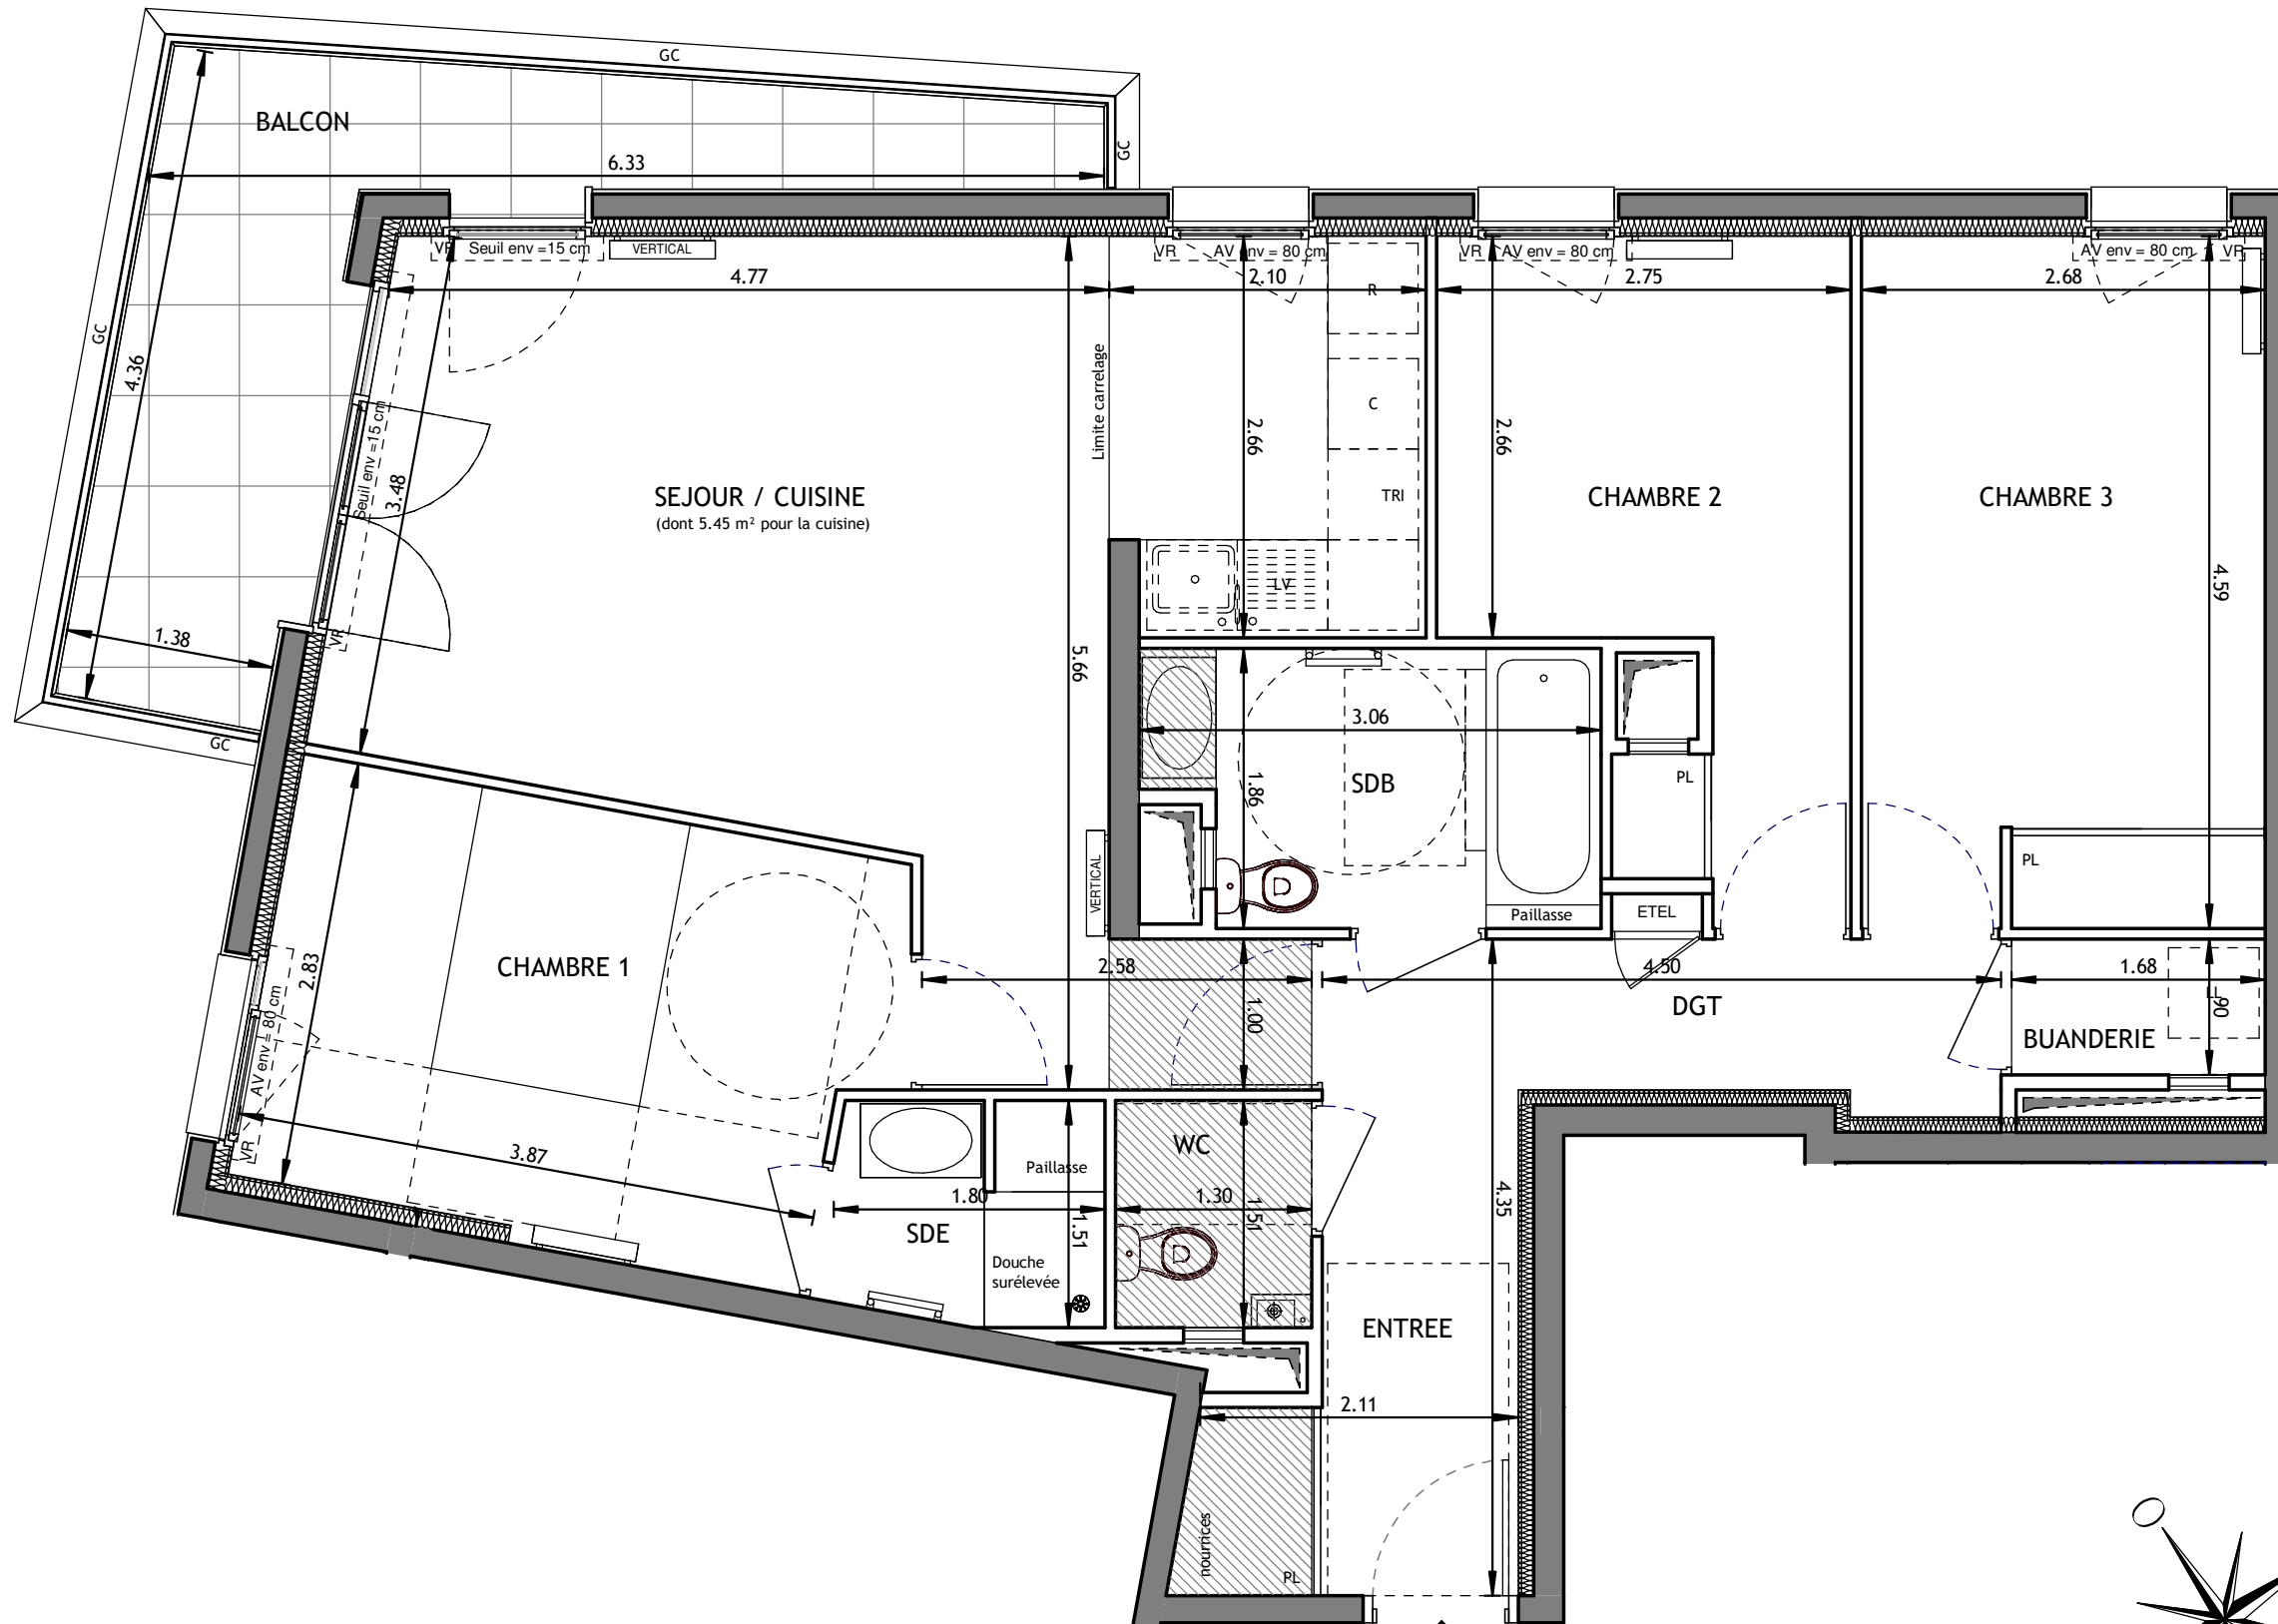 GC
BALCON
GC
6.33
VR
Seuil env =15 cm
VERTICAL
VR
AV env = 80 cm
VR
AV env = 80 cm
AV env = 80 cm
VR
4.77
2.10
2.75
2.68
R
GC
4.36
Limite carrelage
C
2.66
2.66
Seuil env =15 cm
3.48
SEJOUR / CUISINE
(dont 5.45 m² pour la cuisine)
TRI
CHAMBRE 2
CHAMBRE 3
LV
4.59
1.38
VR
5.66
GC
3.06
1.86
SDB
PL
PL
VERTICAL
Paillasse
ETEL
CHAMBRE 1
2.83
2.58
4.50
1.68
1.00
DGT
90
BUANDERIE
AV env = 80 cm
VR
WC
3.87
Paillasse
1.80
1.30
1.51
1.51
4.35
SDE
Douche
surélevée
ENTREE
2.11
nourrices
PL